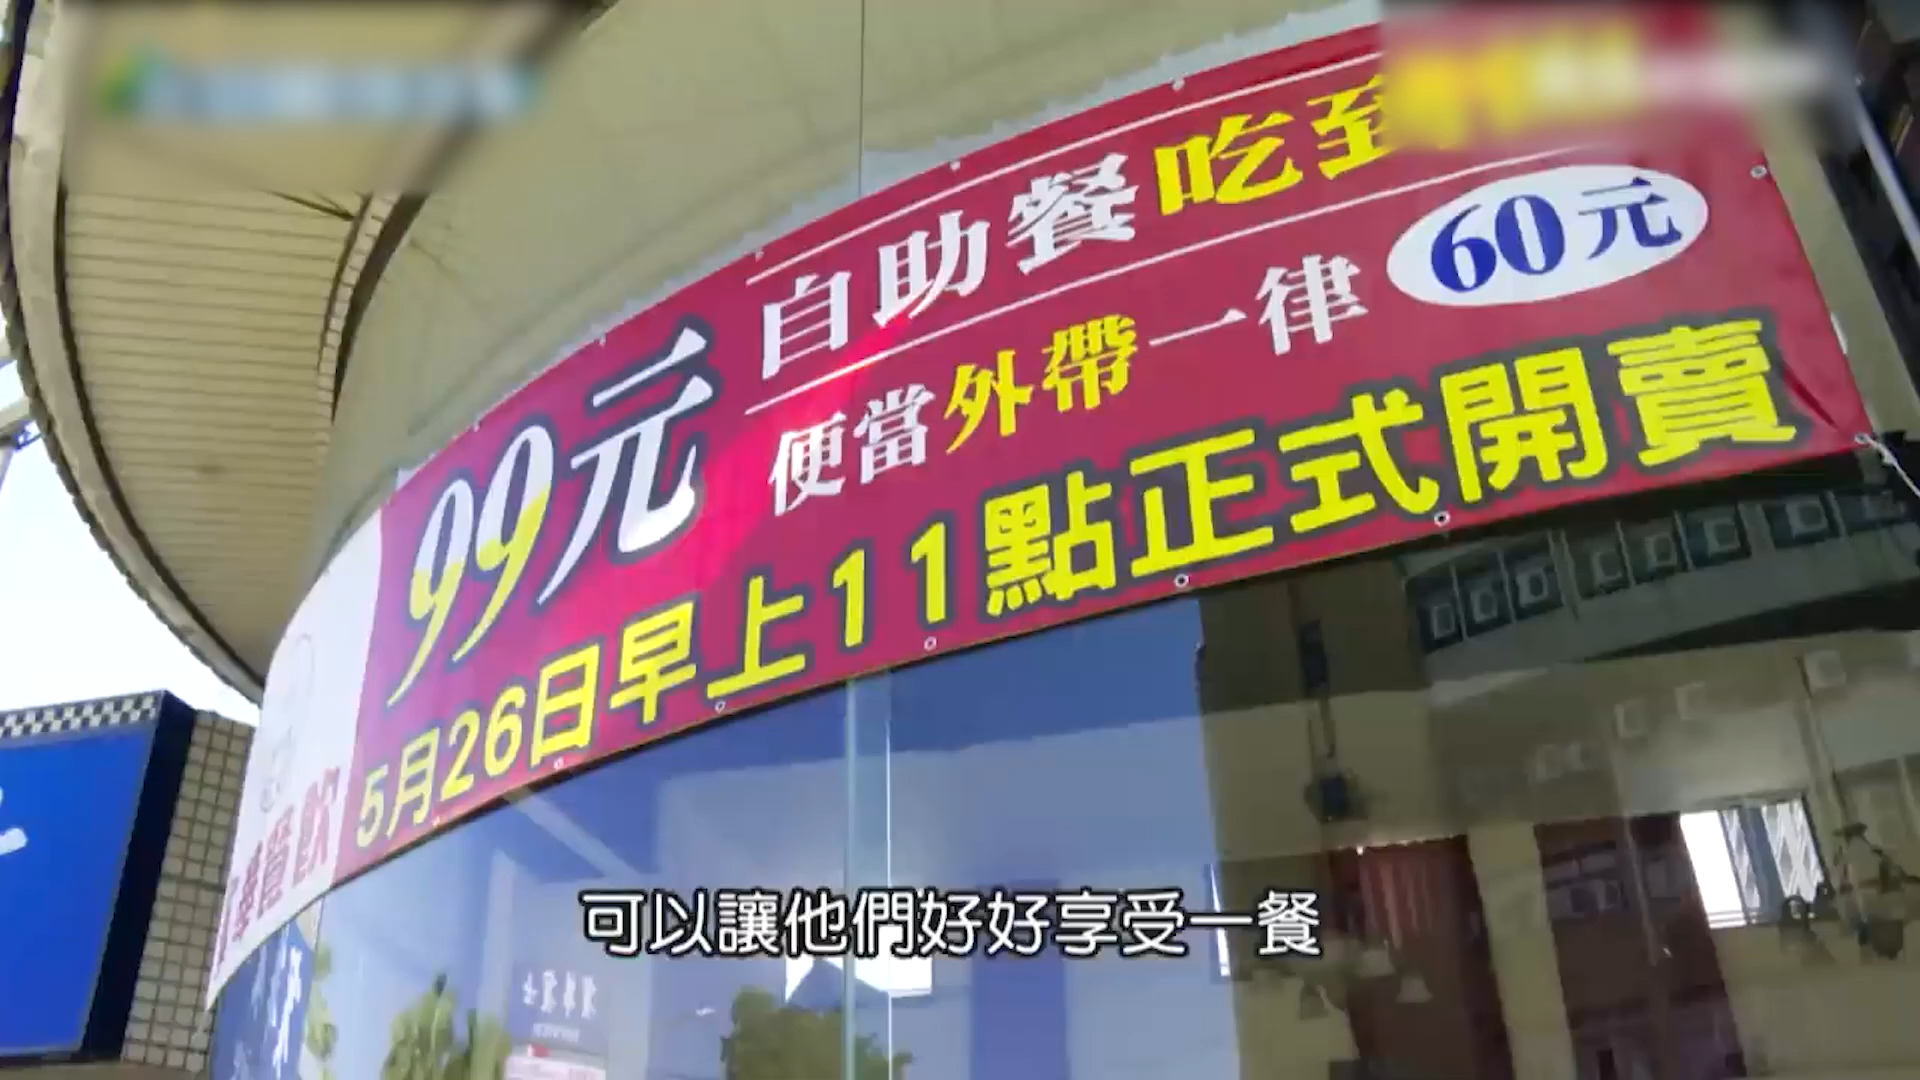 自助餐吃到
99元
便當外帶一律60元
5月26日早上11點正式開賣
餐飲
可以讓他們好好享受一餐